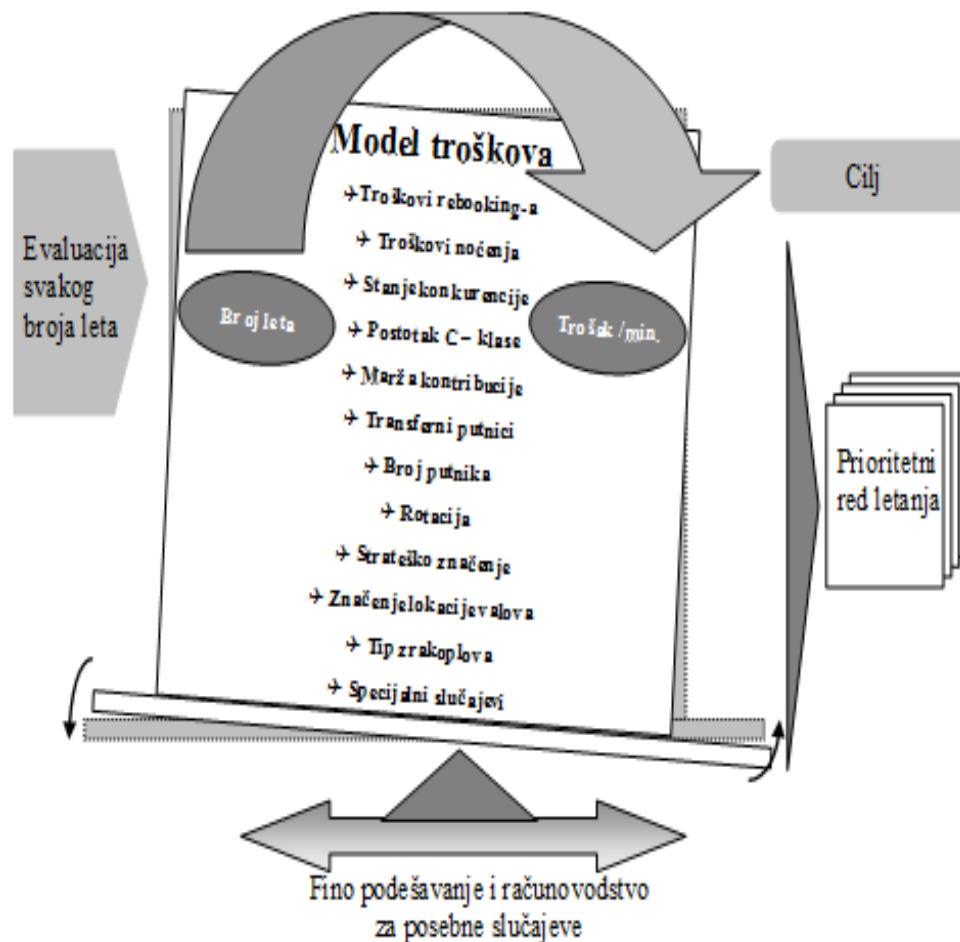 Model troškova
Cilj
Evaluacija
svakog
broja leta
Broj leta
Trošak /min.
✈Troškovi rebooking-a
✈ Troškovi noćenja
✈ Stanje konkurencije
✈ Postotak C – klase
✈ Marža kontribucije
✈ Transferni putnici
✈ Broj putnika
✈ Rotacija
✈ Strateško značenje
✈ Značenje lokacije valova
✈ Tip zrakoplova
✈ Specijalni slučajevi
Prioritetni
red letanja
Fino podešavanje i računovodstvo
za posebne slučajeve